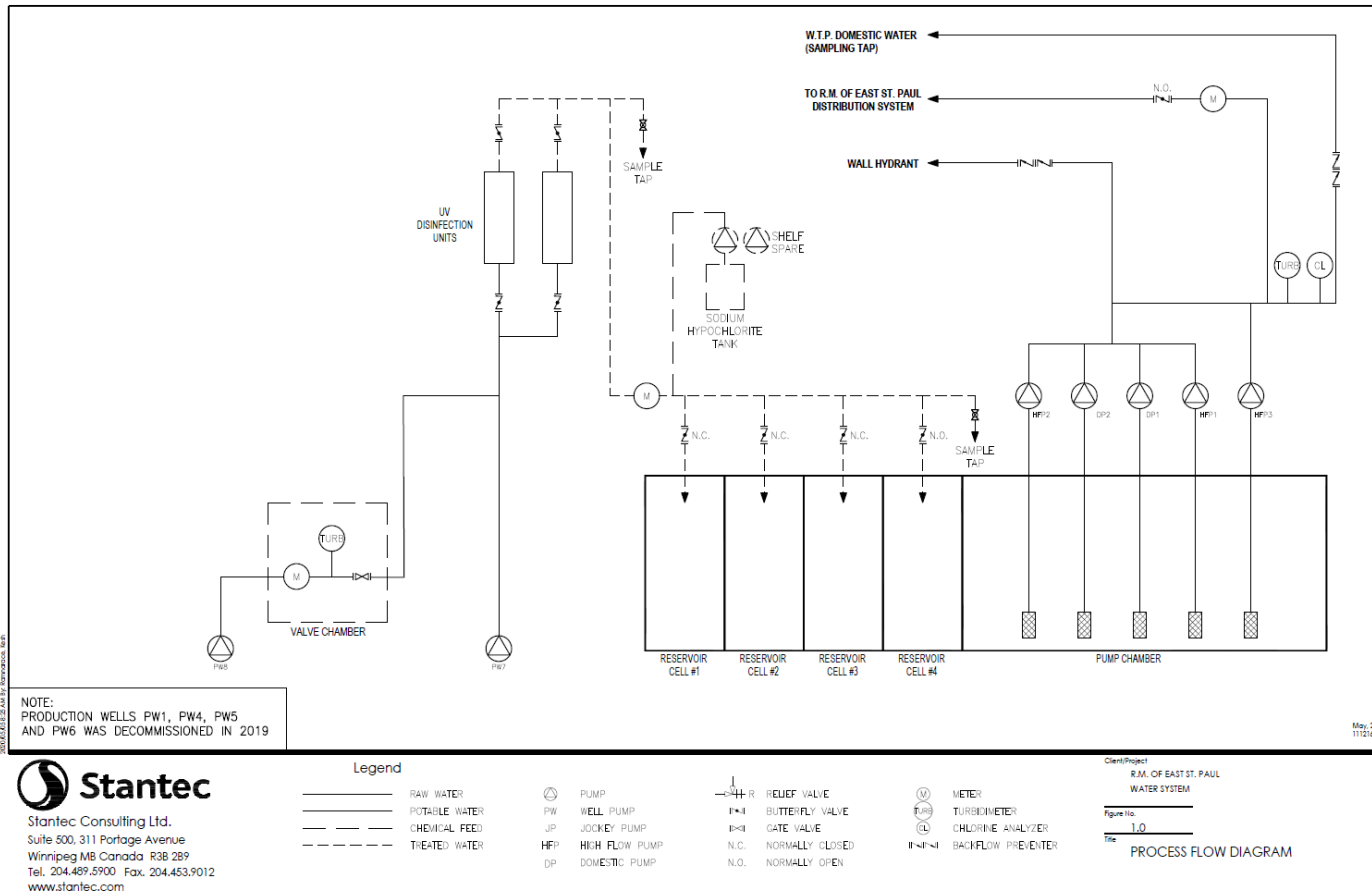 W.T.P. DOMESTIC WATER
(SAMPLING TAP)
TO R.M. OF EAST ST. PAUL
DISTRIBUTION SYSTEM
N.O.
M
WALL HYDRANT
SAMPLE
TAP
UV
DISINFECTION
UNITS
SHELF
SPARE
SODIUM
HYPOCHLORITE
TANK
TURB
CL
M
HFP2
DP2
DP1
HFP1
HFP3
N.C.
N.C.
N.C.
N.O.
SAMPLE
TAP
TURB
M
VALVE CHAMBER
PW8
PW7
RESERVOIR
CELL #1
RESERVOIR
CELL #2
RESERVOIR
CELL #3
RESERVOIR
CELL #4
PUMP CHAMBER
NOTE:
PRODUCTION WELLS PW1, PW4, PW5
AND PW6 WAS DECOMMISSIONED IN 2019
May,
Stantec
Stantec Consulting Ltd.
Suite 500, 311 Portage Avenue
Winnipeg MB Canada R3B 2B9
Tel. 204.489.5900 Fax. 204.453.9012
www.stantec.com
Legend
RAW WATER
POTABLE WATER
CHEMICAL FEED
TREATED WATER
PUMP
PW WELL PUMP
JP JOCKEY PUMP
HFP HIGH FLOW PUMP
DP DOMESTIC PUMP
R RELIEF VALVE
BUTTERFLY VALVE
GATE VALVE
N.C. NORMALLY CLOSED
N.O. NORMALLY OPEN
M METER
TURB TURBIDIMETER
CL CHLORINE ANALYZER
BACKFLOW PREVENTER
Client/Project
R.M. OF EAST ST. PAUL
WATER SYSTEM
Figure No.
1.0
Title
PROCESS FLOW DIAGRAM